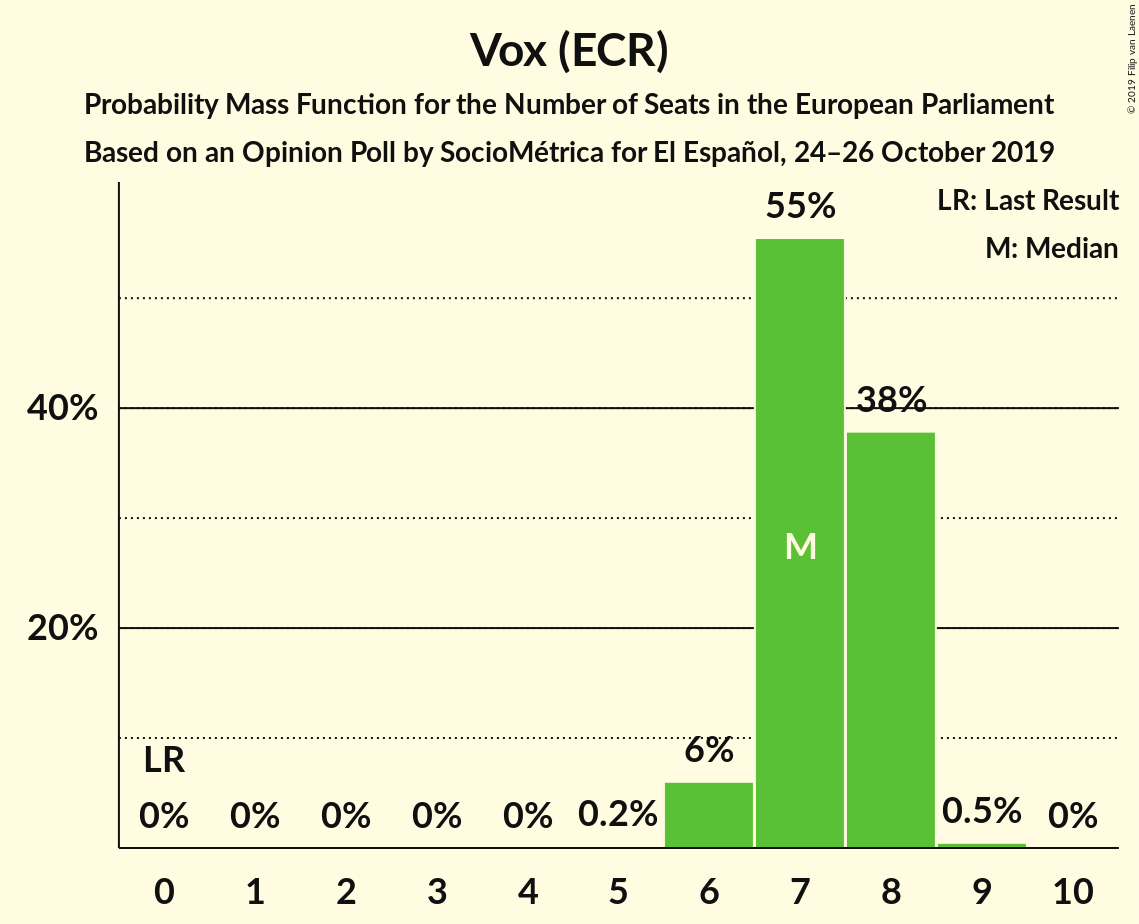 Vox (ECR)
Probability Mass Function for the Number of Seats in the European Parliament
Based on an Opinion Poll by SocioMétrica for El Español, 24–26 October 2019
© 2019 Filip van Laenen
LR: Last Result
M: Median
55%
40%
38%
M
20%
LR
6%
0% 0% 0% 0% 0% 0.2% 0.5% 0%
0 1 2 3 4 5 6 7 8 9 10